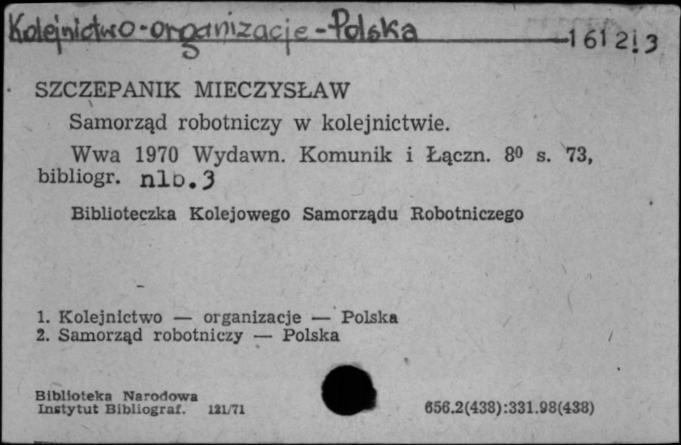 Kolejnictwo-organizacje-Polska
161213
SZCZEPANIK MIECZYSŁAW
Samorząd robotniczy w kolejnictwie.
Wwa 1970 Wydawn. Komunik i Łączn. 8⁰ s. 73,
bibliogr. nlb.3
Biblioteczka Kolejowego Samorządu Robotniczego
1. Kolejnictwo — organizacje — Polska
2. Samorząd robotniczy — Polska
Biblioteka Narodowa
Instytut Bibliograf. 121/71
656.2(438):331.98(438)